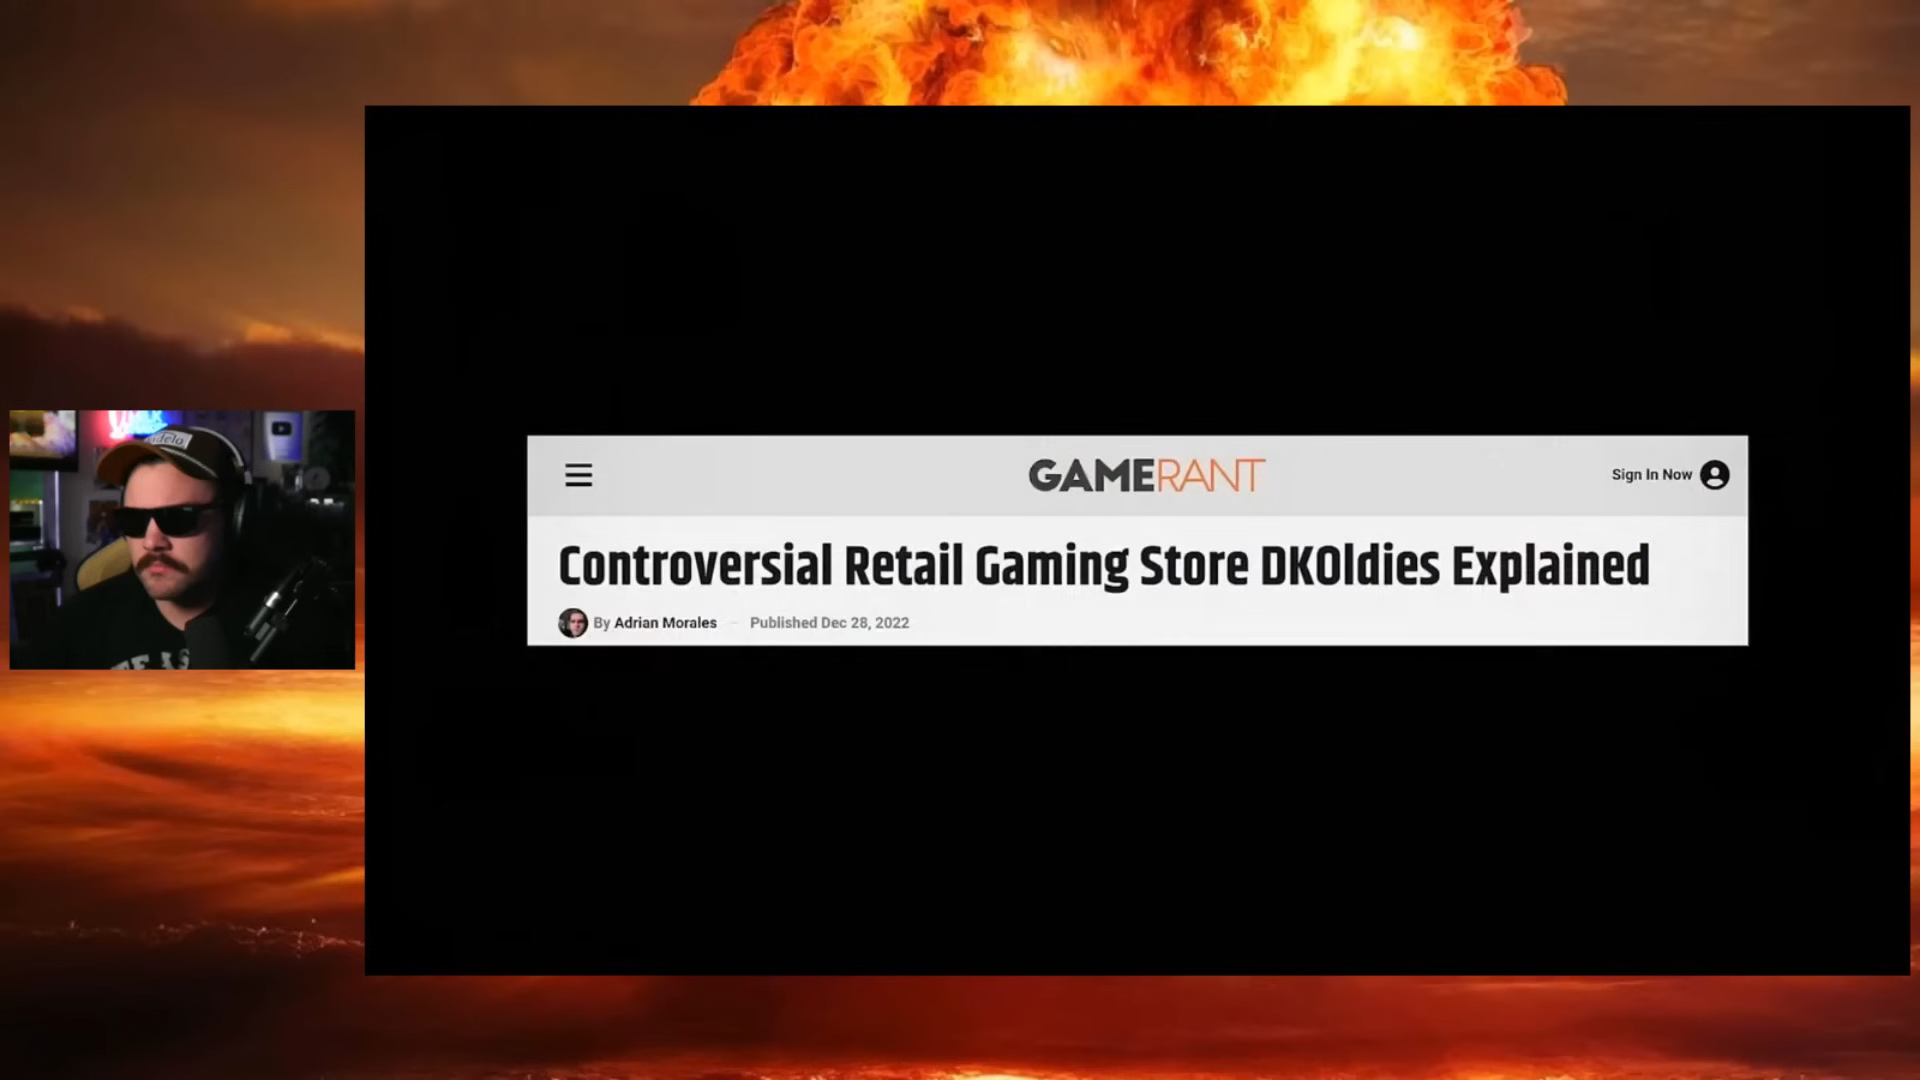 GAMERANT
Sign In Now
Controversial Retail Gaming Store DKOldies Explained
By Adrian Morales – Published Dec 28, 2022